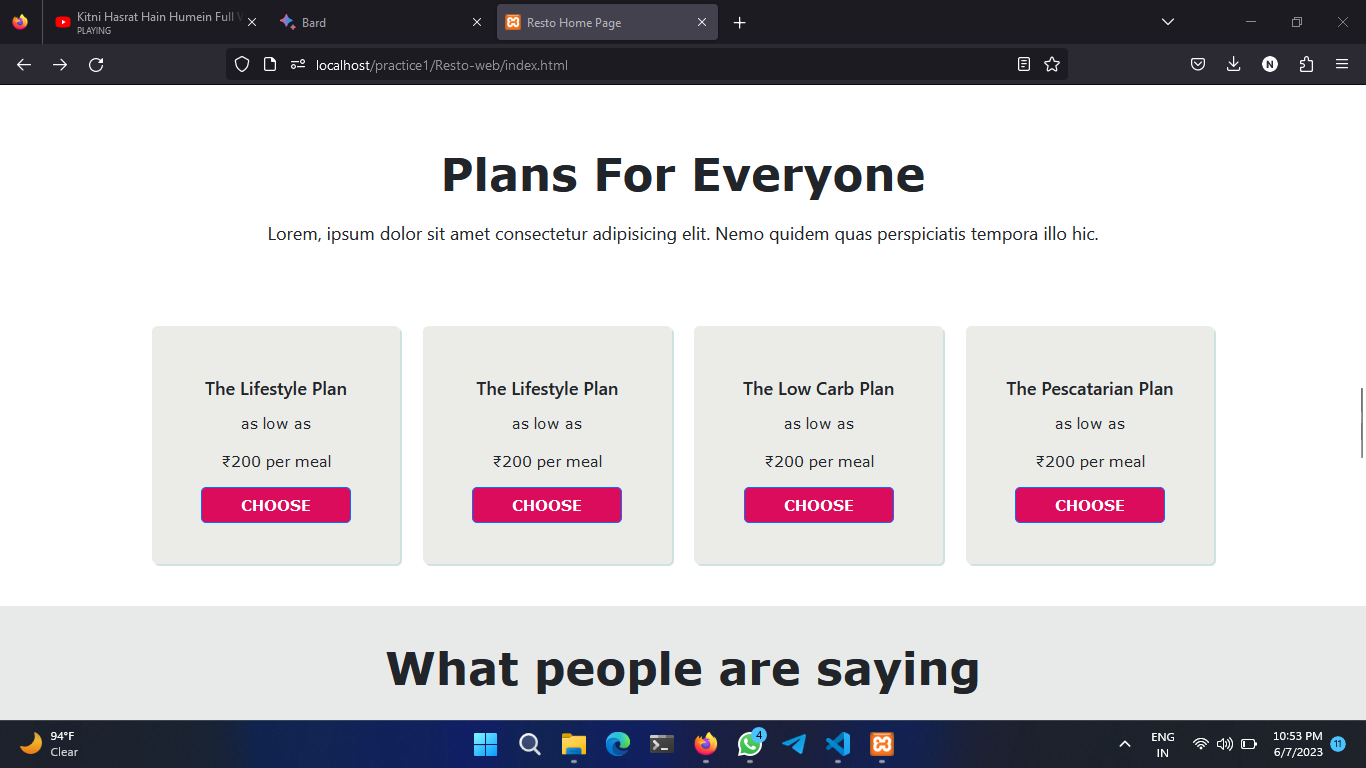 Kitni Hasrat Hain Humein Full V
PLAYING
Bard
Resto Home Page
localhost/practice1/Resto-web/index.html
N
Plans For Everyone
Lorem, ipsum dolor sit amet consectetur adipisicing elit. Nemo quidem quas perspiciatis tempora illo hic.
The Lifestyle Plan
as low as
₹200 per meal
CHOOSE
The Lifestyle Plan
as low as
₹200 per meal
CHOOSE
The Low Carb Plan
as low as
₹200 per meal
CHOOSE
The Pescatarian Plan
as low as
₹200 per meal
CHOOSE
What people are saying
94°F
Clear
4
ENG
IN
10:53 PM
6/7/2023
11